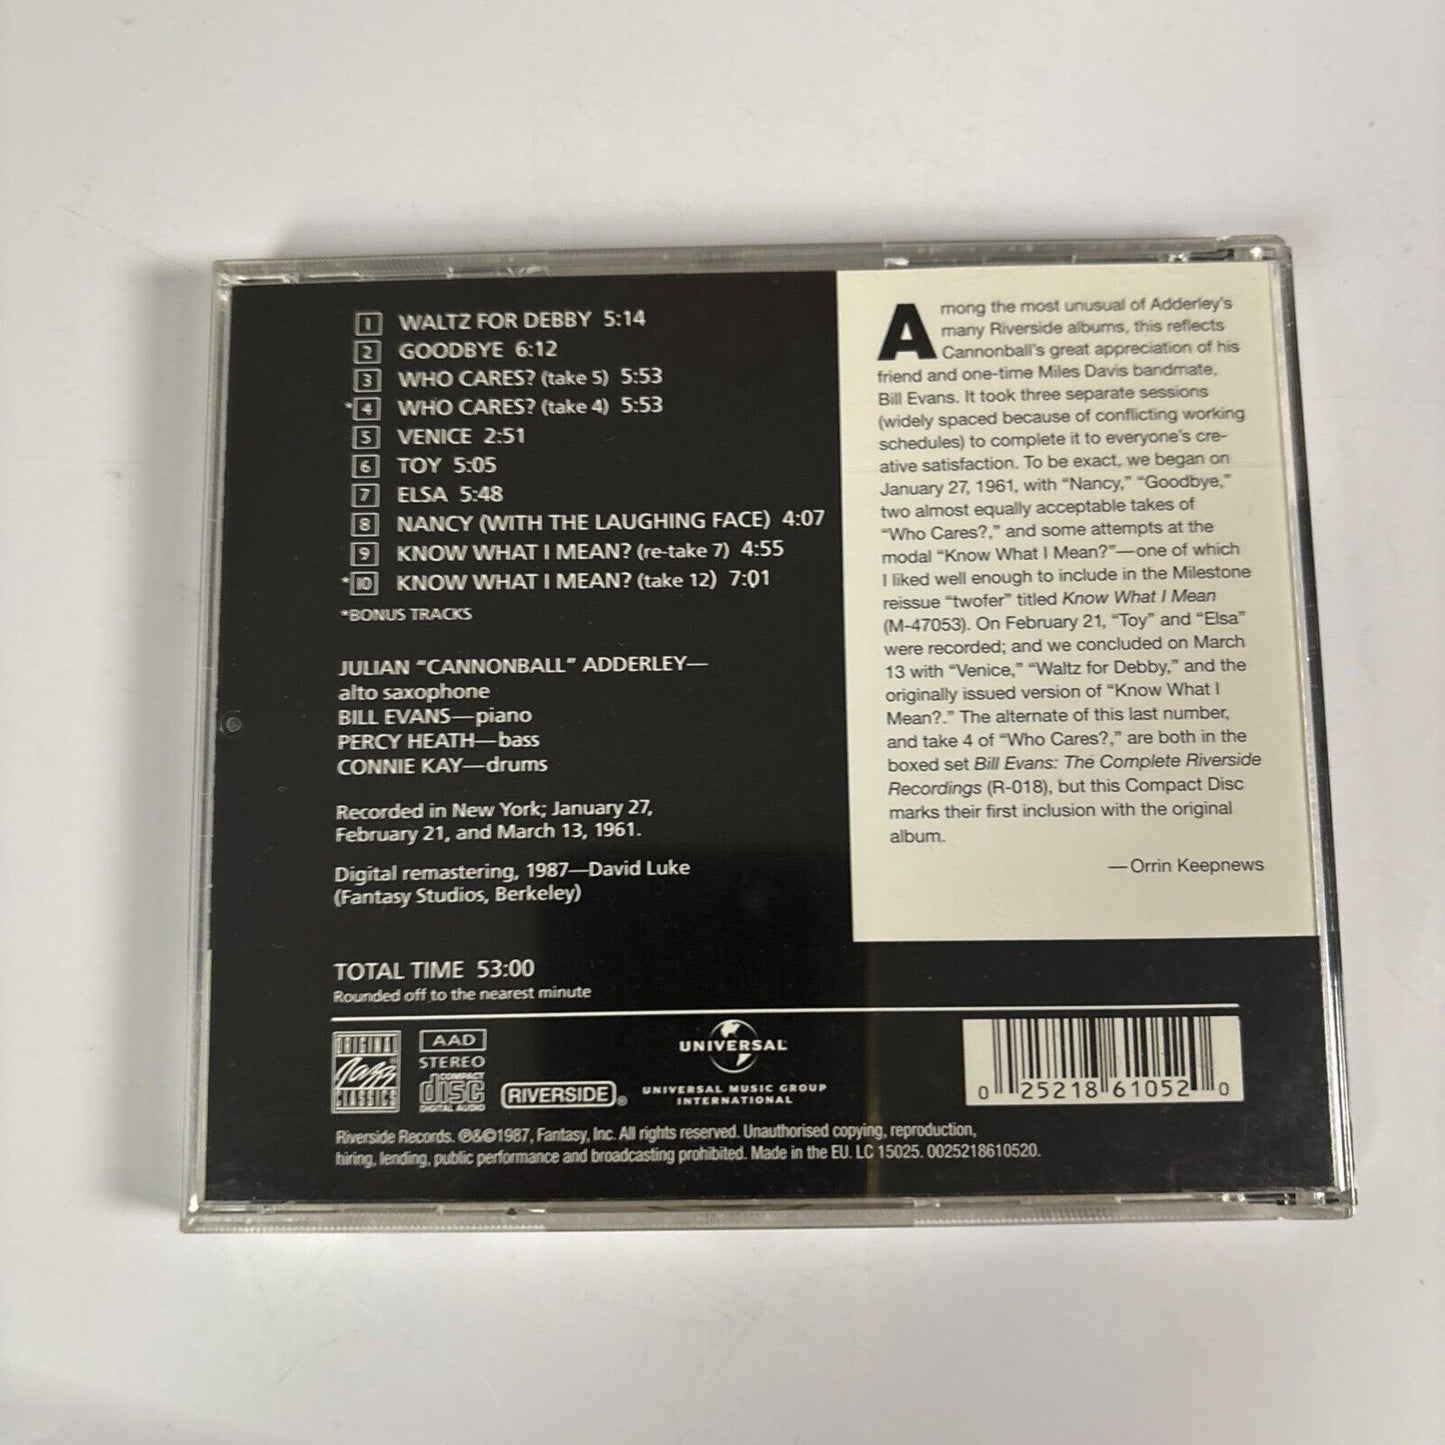 1 WALTZ FOR DEBBY 5:14
2 GOODBYE 6:12
3 WHO CARES? (take 5) 5:53
*4 WHO CARES? (take 4) 5:53
5 VENICE 2:51
6 TOY 5:05
7 ELSA 5:48
8 NANCY (WITH THE LAUGHING FACE) 4:07
9 KNOW WHAT I MEAN? (re-take 7) 4:55
*10 KNOW WHAT I MEAN? (take 12) 7:01
*BONUS TRACKS
JULIAN "CANNONBALL" ADDERLEY—
alto saxophone
BILL EVANS—piano
PERCY HEATH—bass
CONNIE KAY—drums
Recorded in New York; January 27,
February 21, and March 13, 1961.
Digital remastering, 1987—David Luke
(Fantasy Studios, Berkeley)
TOTAL TIME 53:00
Rounded off to the nearest minute
Among the most unusual of Adderley's
many Riverside albums, this reflects
Cannonball's great appreciation of his
friend and one-time Miles Davis bandmate,
Bill Evans. It took three separate sessions
(widely spaced because of conflicting working
schedules) to complete it to everyone's cre-
ative satisfaction. To be exact, we began on
January 27, 1961, with "Nancy," "Goodbye,"
two almost equally acceptable takes of
"Who Cares?," and some attempts at the
modal "Know What I Mean?"—one of which
I liked well enough to include in the Milestone
reissue "twofer" titled Know What I Mean
(M-47053). On February 21, "Toy" and "Elsa"
were recorded; and we concluded on March
13 with "Venice," "Waltz for Debby," and the
originally issued version of "Know What I
Mean?." The alternate of this last number,
and take 4 of "Who Cares?," are both in the
boxed set Bill Evans: The Complete Riverside
Recordings (R-018), but this Compact Disc
marks their first inclusion with the original
album.
—Orrin Keepnews
ORIGINAL
Jazz
CLASSICS
AAD
STEREO
COMPACT
disc
DIGITAL AUDIO
RIVERSIDE®
UNIVERSAL
UNIVERSAL MUSIC GROUP
INTERNATIONAL
0 25218 61052 0
Riverside Records. ℗&©1987, Fantasy, Inc. All rights reserved. Unauthorised copying, reproduction,
hiring, lending, public performance and broadcasting prohibited. Made in the EU. LC 15025. 0025218610520.